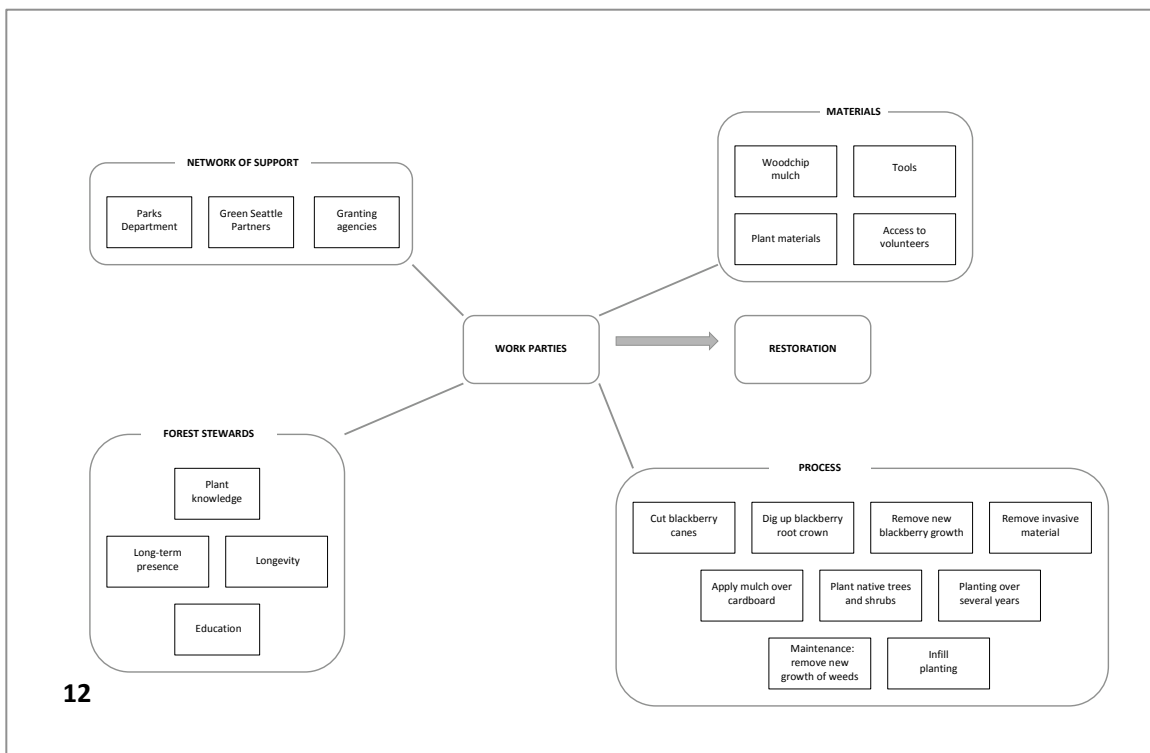 NETWORK OF SUPPORT
Parks
Department
Green Seattle
Partners
Granting
agencies
MATERIALS
Woodchip
mulch
Tools
Plant materials
Access to
volunteers
WORK PARTIES
RESTORATION
FOREST STEWARDS
Plant
knowledge
Long-term
presence
Longevity
Education
PROCESS
Cut blackberry
canes
Dig up blackberry
root crown
Remove new
blackberry growth
Remove invasive
material
Apply mulch over
cardboard
Plant native trees
and shrubs
Planting over
several years
Maintenance:
remove new
growth of weeds
Infill
planting
12